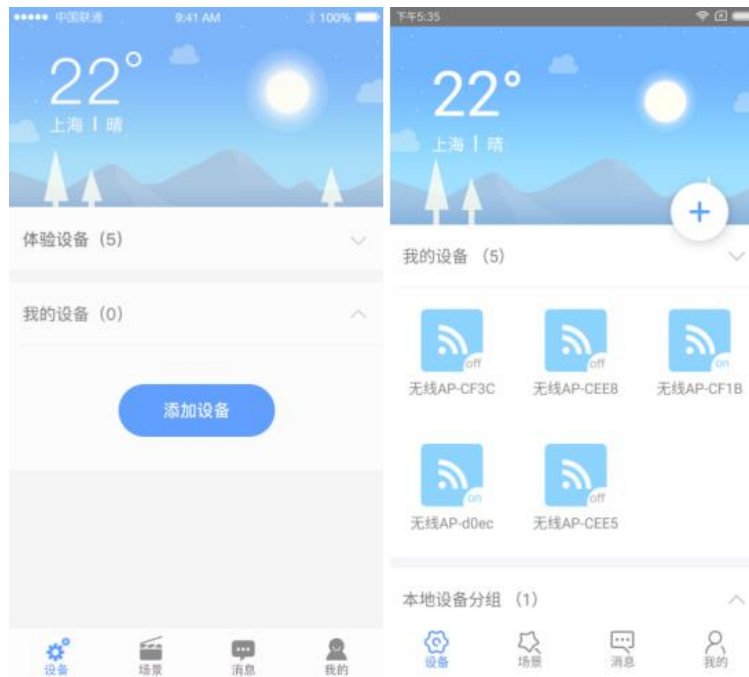 中国联通 9:41 AM 100%
22°
上海 | 晴
体验设备（5）
我的设备（0）
添加设备
设备 场景 消息 我的
下午5:35
22°
上海 | 晴
+
我的设备 （5）
off off on
无线AP-CF3C 无线AP-CEE8 无线AP-CF1B
on off
无线AP-d0ec 无线AP-CEE5
本地设备分组 （1）
设备 场景 消息 我的